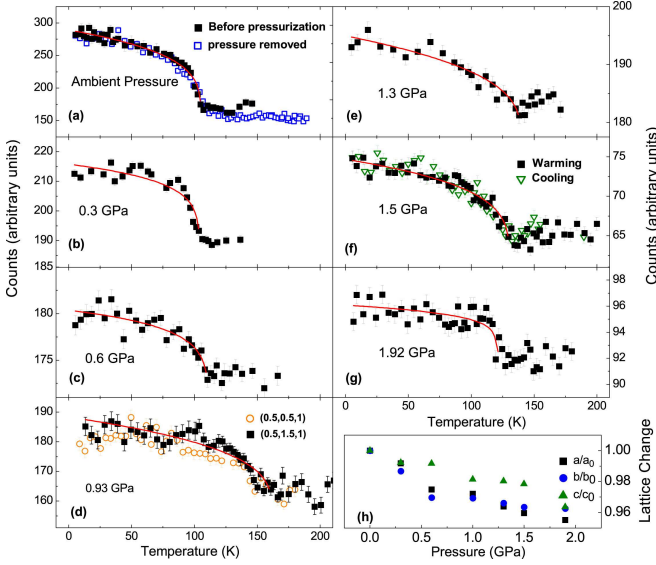 300
250
200
150
Before pressurization
pressure removed
Ambient Pressure
(a)
215
210
200
190
185
0.3 GPa
(b)
180
175
0.6 GPa
(c)
190
180
170
160
(0.5,0.5,1)
(0.5,1.5,1)
0.93 GPa
(d)
0 50 100 150 200
Temperature (K)
Counts (arbitrary units)
200
190
180
1.3 GPa
(e)
75
70
65
Warming
Cooling
1.5 GPa
(f)
96
94
92
90
1.92 GPa
(g)
0 50 100 150 200
Temperature (K)
Counts (arbitrary units)
1.00
0.98
0.96
a/a0
b/b0
c/c0
(h)
0.0 0.5 1.0 1.5 2.0
Pressure (GPa)
Lattice Change